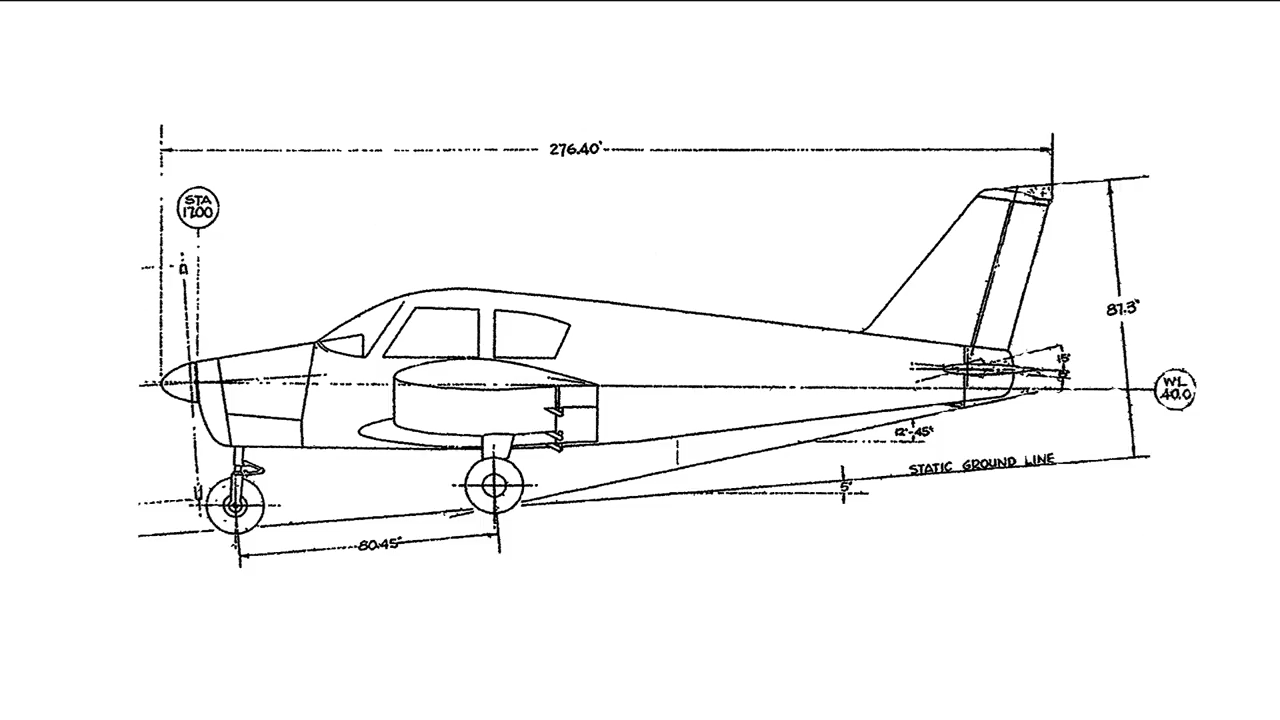 276.40"
STA
17.00
87.3"
15°
WL
40.0
12°-45'
STATIC GROUND LINE
5°
80.45"